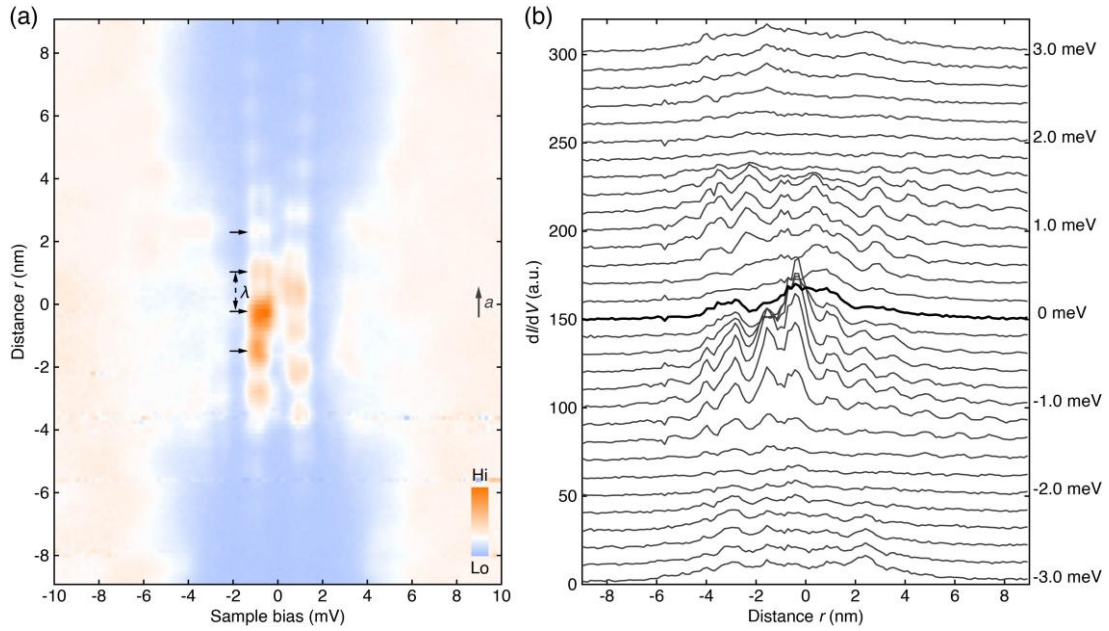 (a)
(b)
Distance r (nm)
8
6
4
2
0
-2
-4
-6
-8
λ
a
Hi
Lo
-10
-8
-6
-4
-2
0
2
4
6
8
10
Sample bias (mV)
dI/dV (a.u.)
300
250
200
150
100
50
0
3.0 meV
2.0 meV
1.0 meV
0 meV
-1.0 meV
-2.0 meV
-3.0 meV
-8
-6
-4
-2
0
2
4
6
8
Distance r (nm)